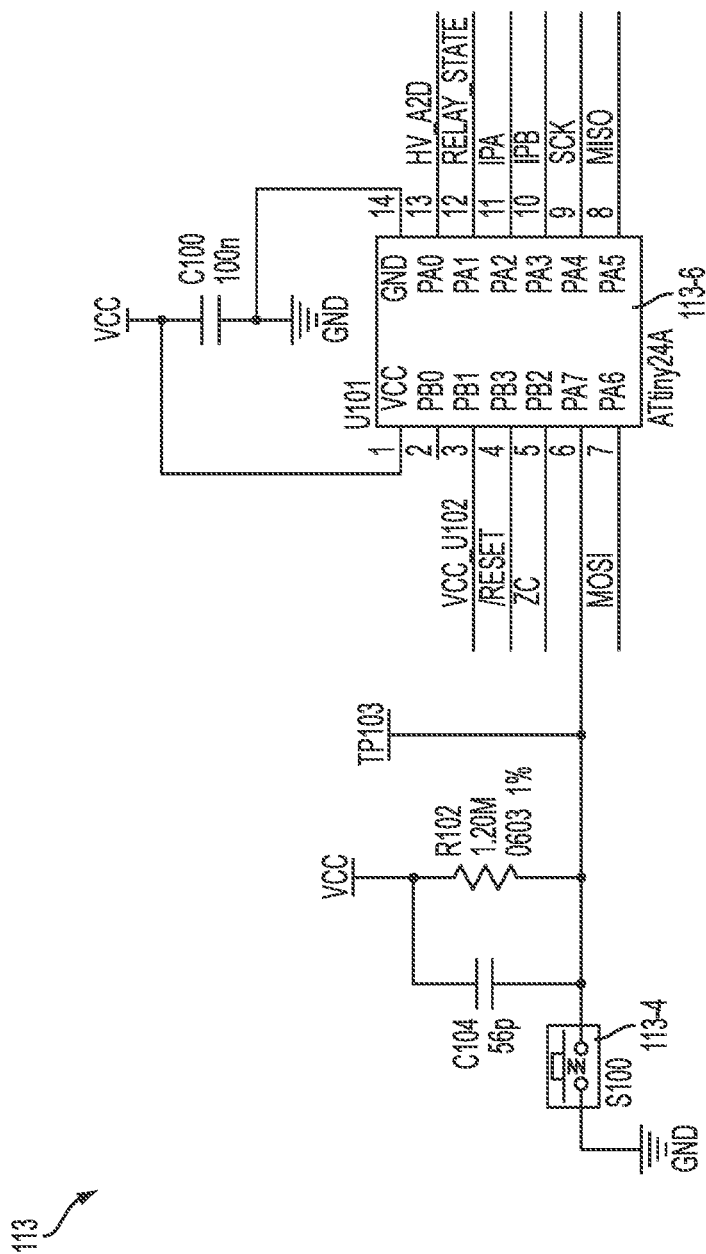 113
VCC
C100
100n
GND
U101
1
2
3
4
5
6
7
VCC
PB0
PB1
PB3
PB2
PA7
PA6
GND
PA0
PA1
PA2
PA3
PA4
PA5
14
13
12
11
10
9
8
HV_A2D
RELAY_STATE
IPA
IPB
SCK
MISO
ATtiny24A
113-6
VCC_U102
/RESET
ZC
MOSI
TP103
VCC
R102
1.20M
0603 1%
C104
56p
S100
113-4
GND